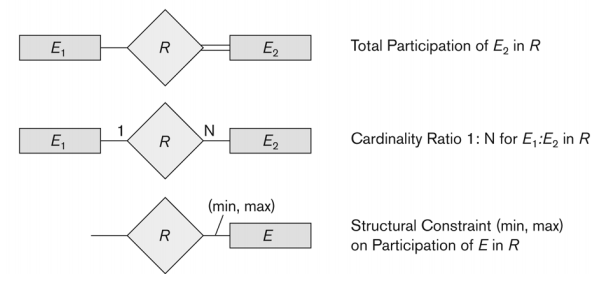 E₁ R E₂ Total Participation of E₂ in R
E₁ 1 R N E₂ Cardinality Ratio 1: N for E₁:E₂ in R
(min, max)
R E Structural Constraint (min, max)
on Participation of E in R